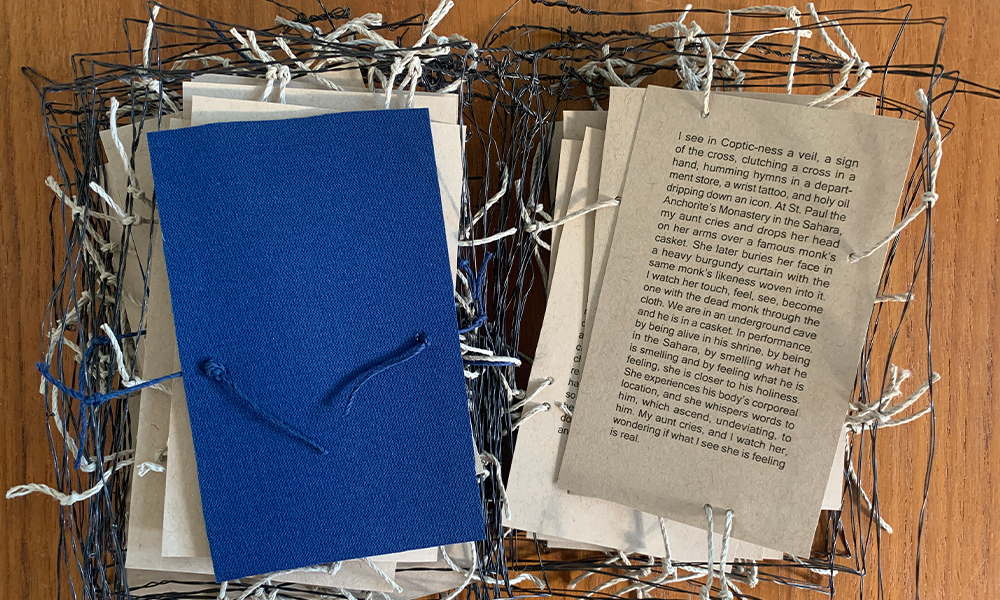 I see in Coptic-ness a veil, a sign
of the cross, clutching a cross in a
hand, humming hymns in a depart-
ment store, a wrist tattoo, and holy oil
dripping down an icon. At St. Paul the
Anchorite's Monastery in the Sahara,
my aunt cries and drops her head
on her arms over a famous monk's
casket. She later buries her face in
a heavy burgundy curtain with the
same monk's likeness woven into it.
I watch her touch, feel, see, become
one with the dead monk through the
cloth. We are in an underground cave
and he is in a casket. In performance,
by being alive in his shrine, by being
in the Sahara, by smelling what he
is smelling and by feeling what he is
feeling, she is closer to his holiness.
She experiences his body's corporeal
location, and she whispers words to
him, which ascend, undeviating, to
him. My aunt cries, and I watch her,
wondering if what I see she is feeling
is real.